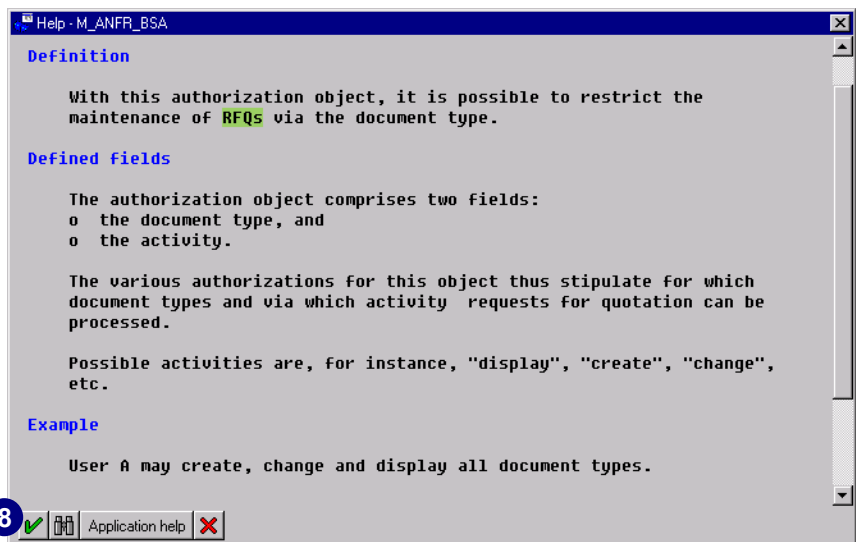 Help - M_ANFR_BSA
Definition
With this authorization object, it is possible to restrict the
maintenance of RFQs via the document type.
Defined fields
The authorization object comprises two fields:
o the document type, and
o the activity.
The various authorizations for this object thus stipulate for which
document types and via which activity requests for quotation can be
processed.
Possible activities are, for instance, "display", "create", "change",
etc.
Example
User A may create, change and display all document types.
8 Application help